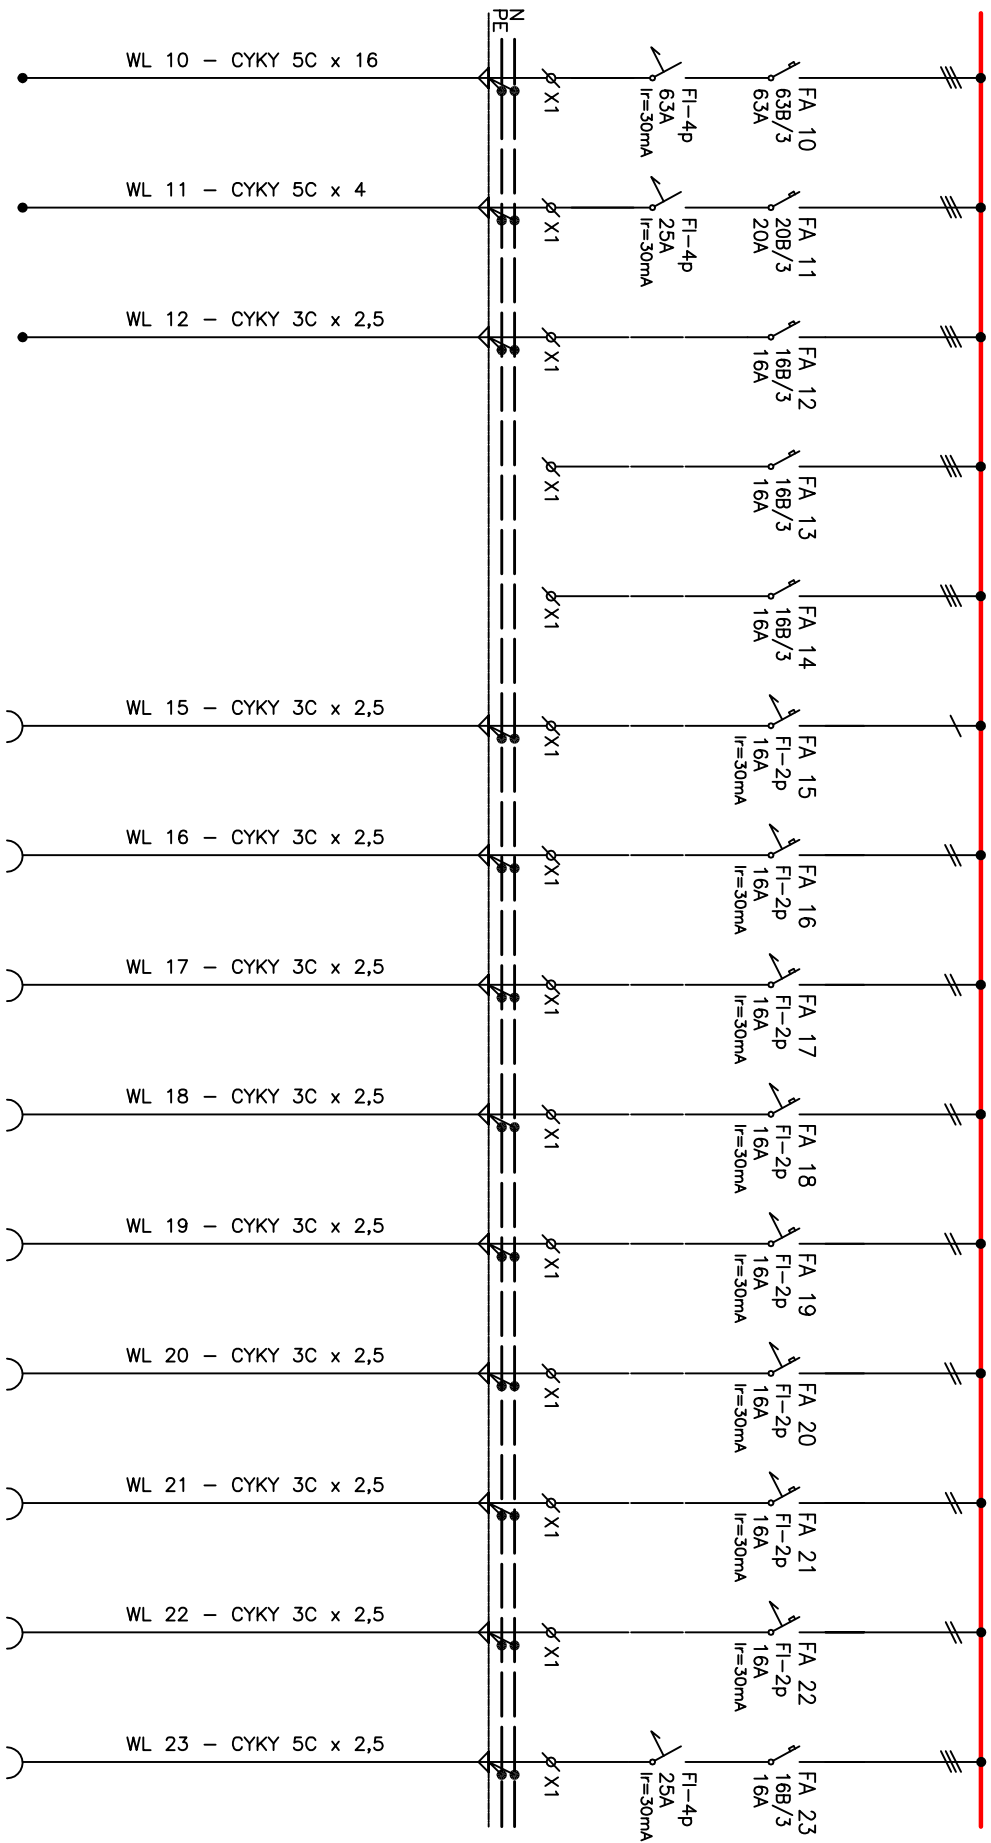 N
PE
WL 10 - CYKY 5C x 16
X1
FI-4p
63A
Ir=30mA
FA 10
63B/3
63A
WL 11 - CYKY 5C x 4
X1
FI-4p
25A
Ir=30mA
FA 11
20B/3
20A
WL 12 - CYKY 3C x 2,5
X1
FA 12
16B/3
16A
X1
FA 13
16B/3
16A
X1
FA 14
16B/3
16A
WL 15 - CYKY 3C x 2,5
X1
FA 15
FI-2p
16A
Ir=30mA
WL 16 - CYKY 3C x 2,5
X1
FA 16
FI-2p
16A
Ir=30mA
WL 17 - CYKY 3C x 2,5
X1
FA 17
FI-2p
16A
Ir=30mA
WL 18 - CYKY 3C x 2,5
X1
FA 18
FI-2p
16A
Ir=30mA
WL 19 - CYKY 3C x 2,5
X1
FA 19
FI-2p
16A
Ir=30mA
WL 20 - CYKY 3C x 2,5
X1
FA 20
FI-2p
16A
Ir=30mA
WL 21 - CYKY 3C x 2,5
X1
FA 21
FI-2p
16A
Ir=30mA
WL 22 - CYKY 3C x 2,5
X1
FA 22
FI-2p
16A
Ir=30mA
WL 23 - CYKY 5C x 2,5
X1
FI-4p
25A
Ir=30mA
FA 23
16B/3
16A